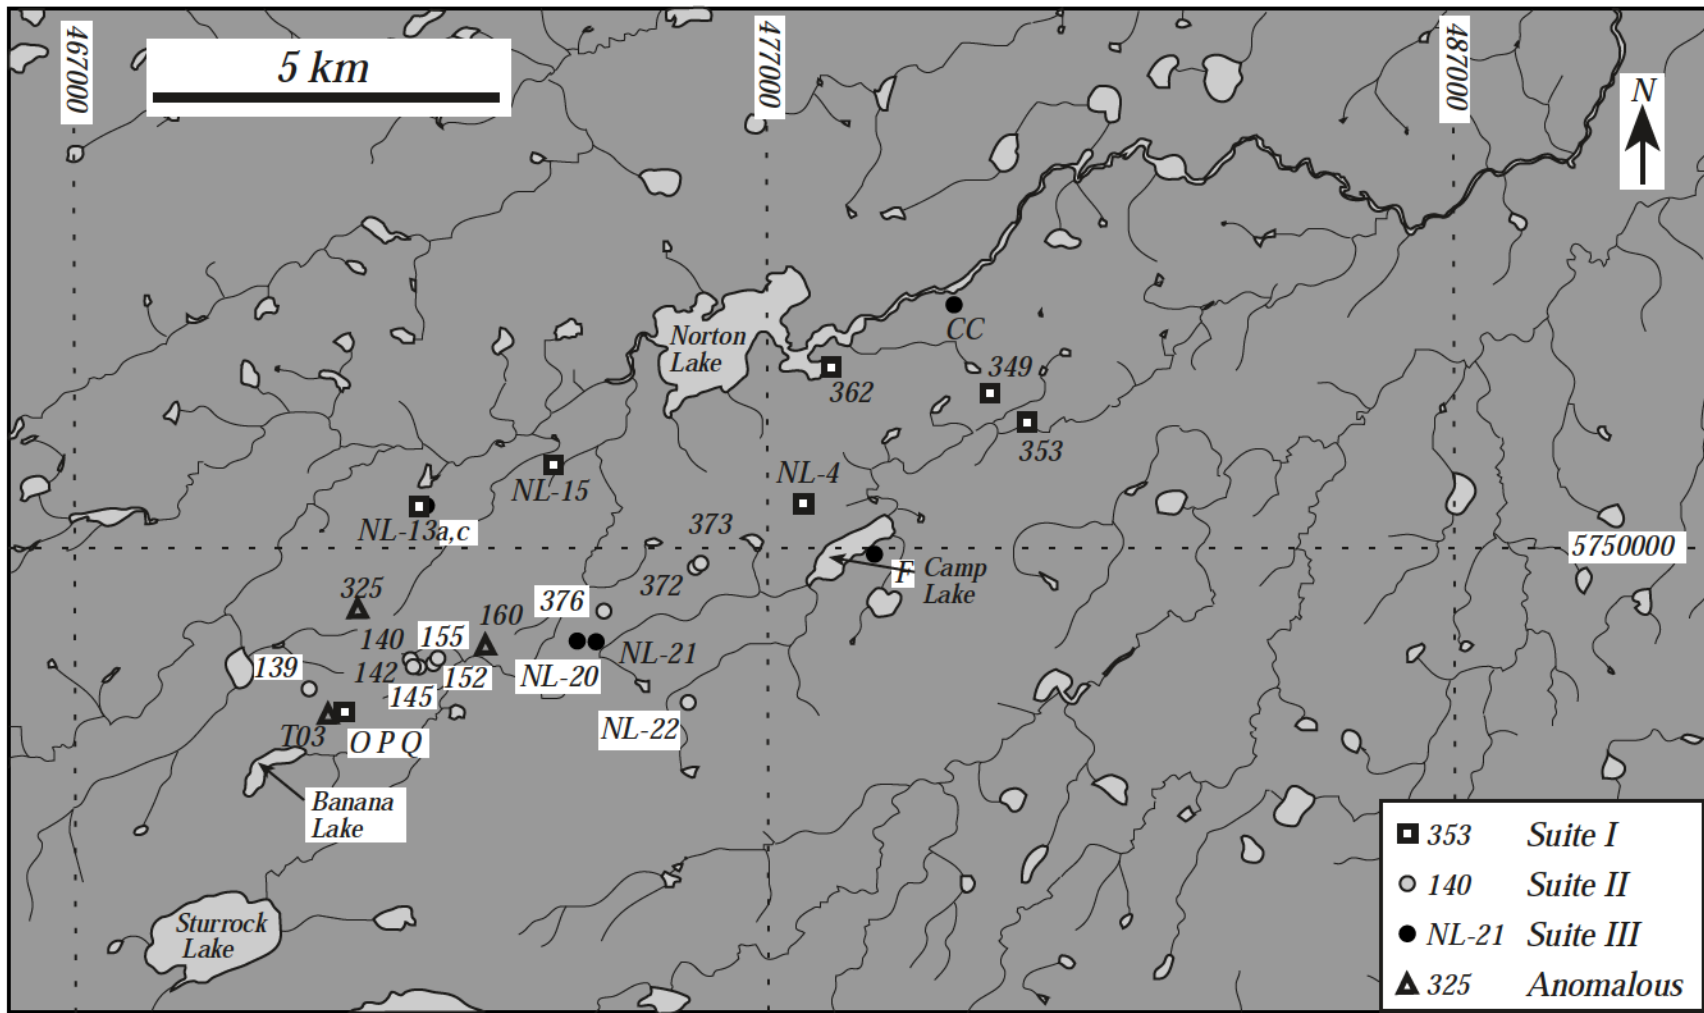 467000
5 km
477000
487000
N
Norton
Lake
CC
349
362
353
NL-4
NL-15
NL-13a,c
373
5750000
F
Camp
Lake
372
325
376
160
140
155
139
142
152
145
NL-21
NL-20
NL-22
T03
O P Q
Banana
Lake
Sturrock
Lake
353 Suite I
140 Suite II
NL-21 Suite III
325 Anomalous